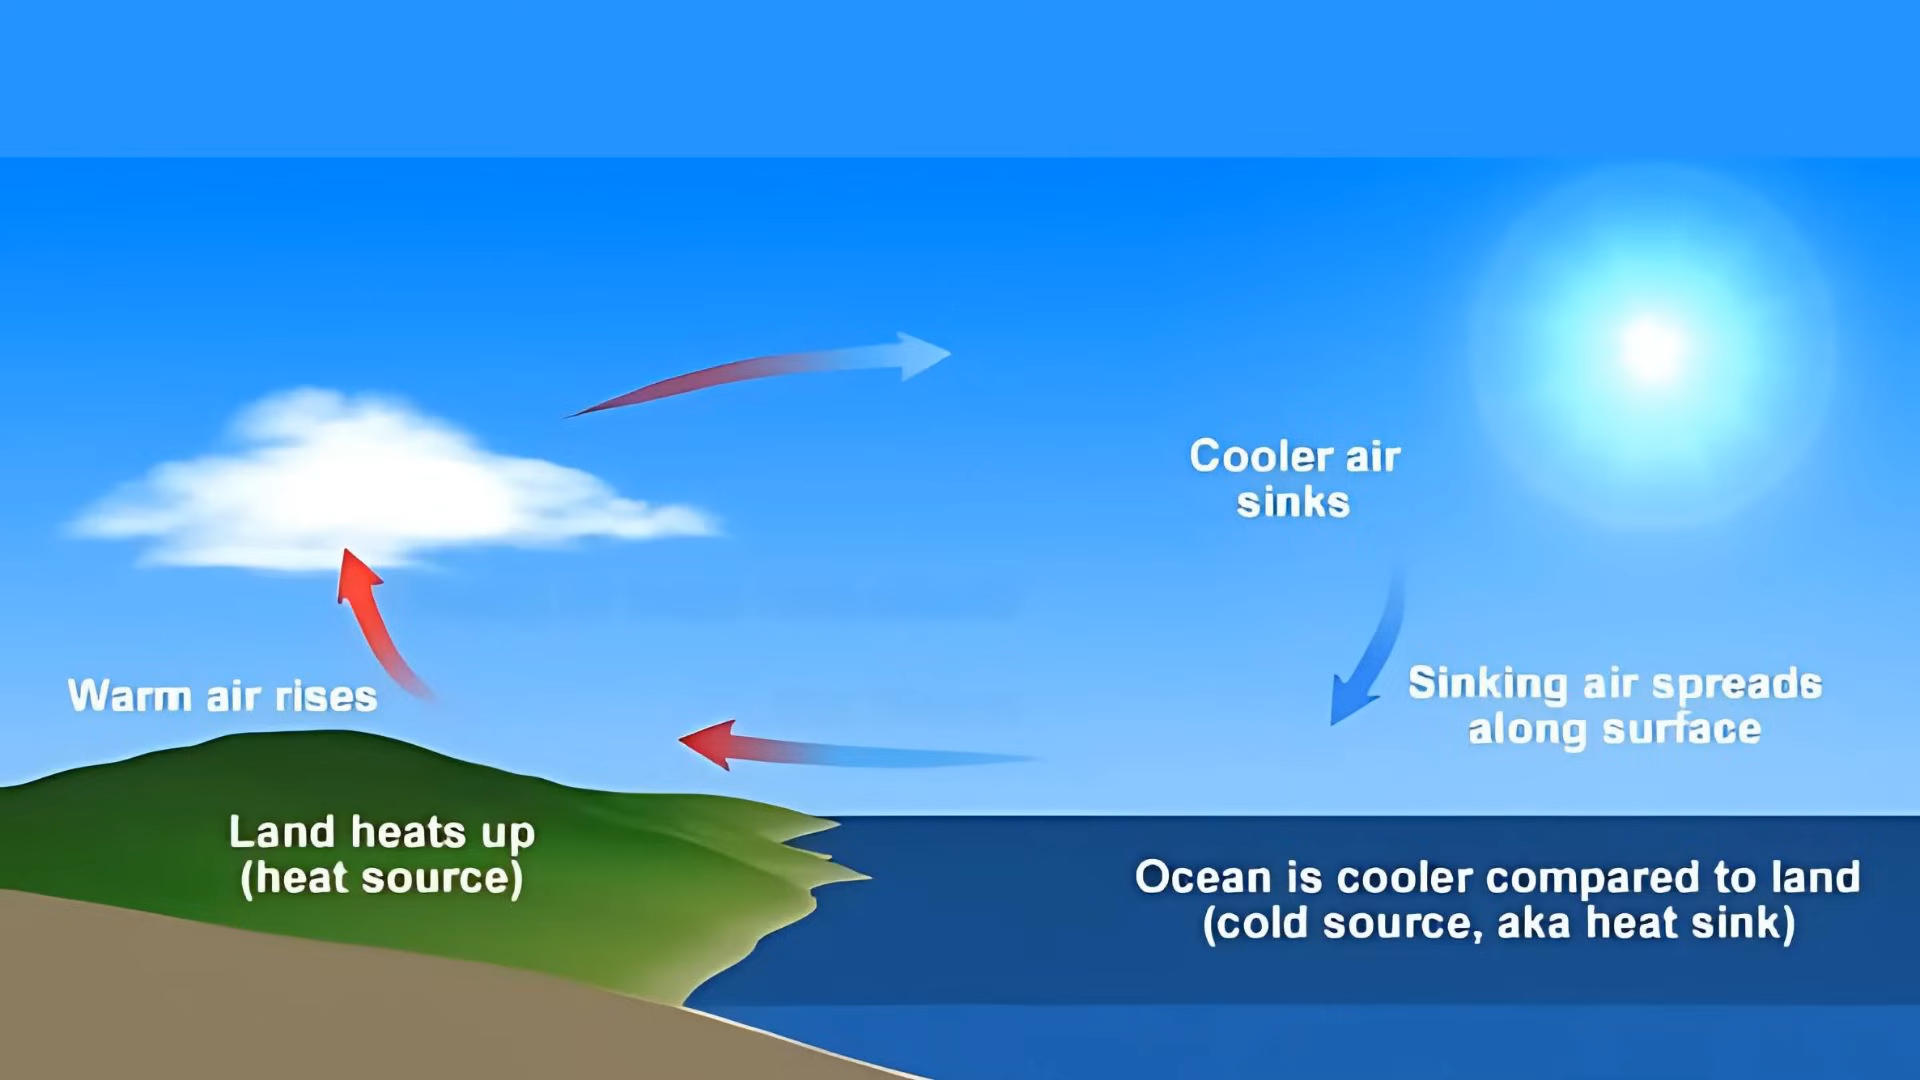 Cooler air
sinks
Warm air rises
Sinking air spreads
along surface
Land heats up
(heat source)
Ocean is cooler compared to land
(cold source, aka heat sink)